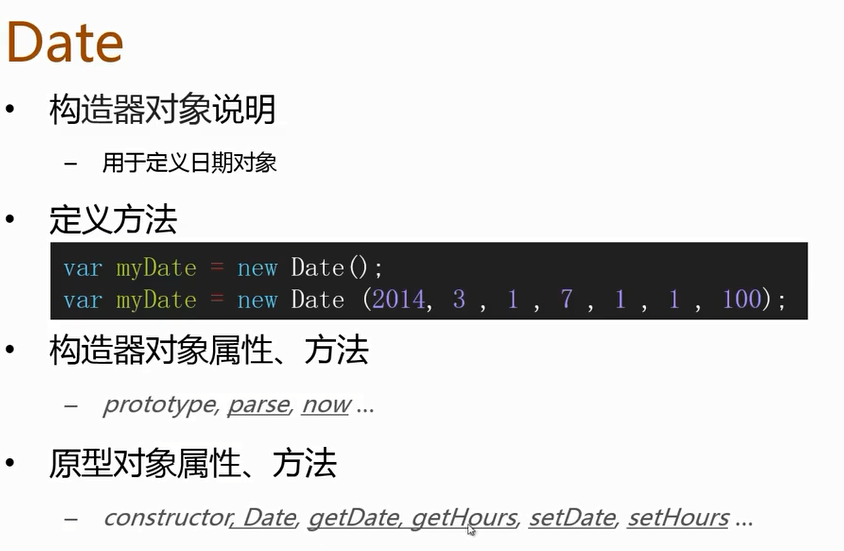 Date
• 构造器对象说明
– 用于定义日期对象
• 定义方法
var myDate = new Date();
var myDate = new Date (2014, 3 , 1 , 7 , 1 , 1 , 100);
• 构造器对象属性、方法
– prototype, parse, now ...
• 原型对象属性、方法
– constructor, Date, getDate, getHours, setDate, setHours ...